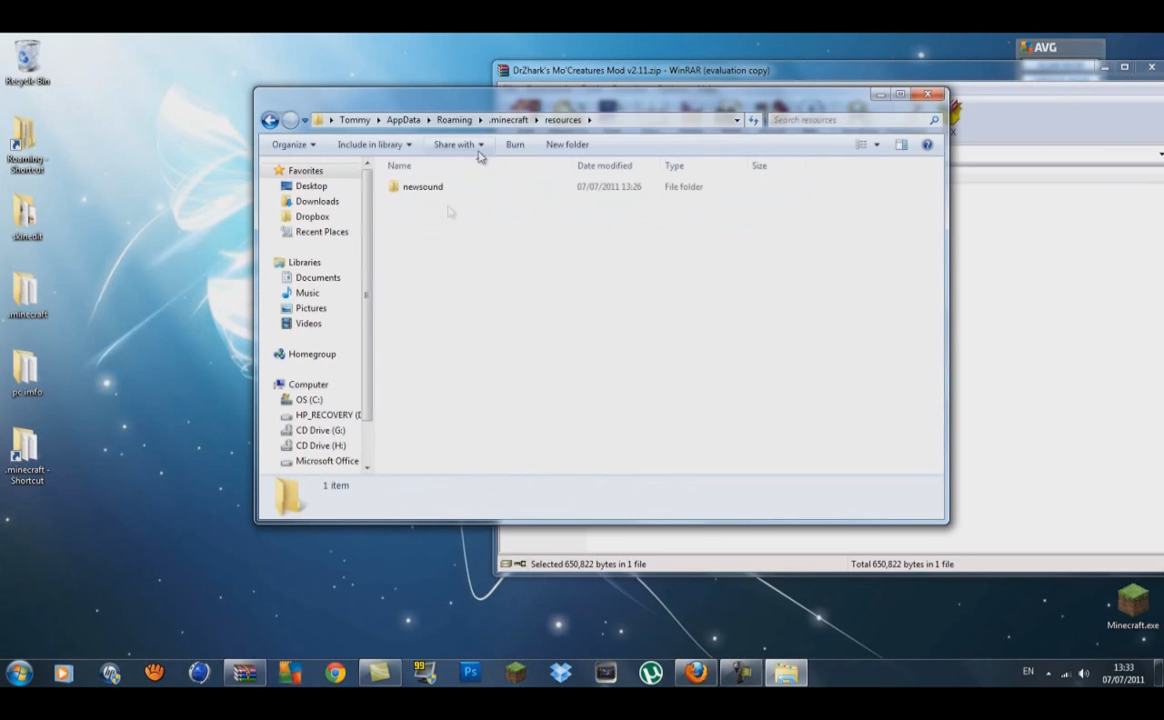 AVG
Recycle Bin
DrZhark's Mo'Creatures Mod v2.11.zip - WinRAR (evaluation copy)
Tommy AppData Roaming .minecraft resources
Search resources
Organize Include in library Share with Burn New folder
Name Date modified Type Size
newsound 07/07/2011 13:26 File folder
Favorites
Desktop
Downloads
Dropbox
Recent Places
Libraries
Documents
Music
Pictures
Videos
Homegroup
Computer
OS (C:)
HP_RECOVERY (D
CD Drive (G:)
CD Drive (H:)
Microsoft Office
1 item
Roaming -
Shortcut
skinedit
.minecraft
pc imfo
.minecraft -
Shortcut
Selected 650,822 bytes in 1 file
Total 650,822 bytes in 1 file
Minecraft.exe
99
Ps
EN
13:33
07/07/2011